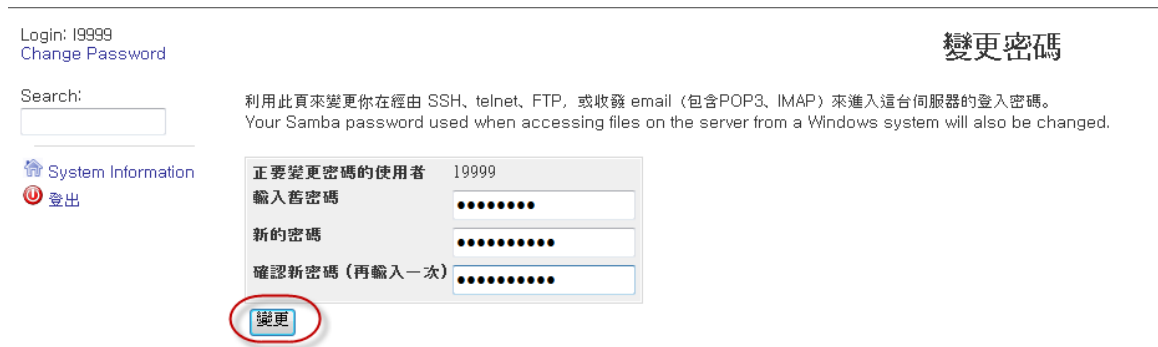 Login: l9999
Change Password
變更密碼
Search:
利用此頁來變更你在經由 SSH、telnet、FTP, 或收發 email（包含POP3、IMAP）來進入這台伺服器的登入密碼。
Your Samba password used when accessing files on the server from a Windows system will also be changed.
System Information
登出
正要變更密碼的使用者 l9999
輸入舊密碼 ●●●●●●●●
新的密碼 ●●●●●●●●●●
確認新密碼 (再輸入一次) ●●●●●●●●●●
變更